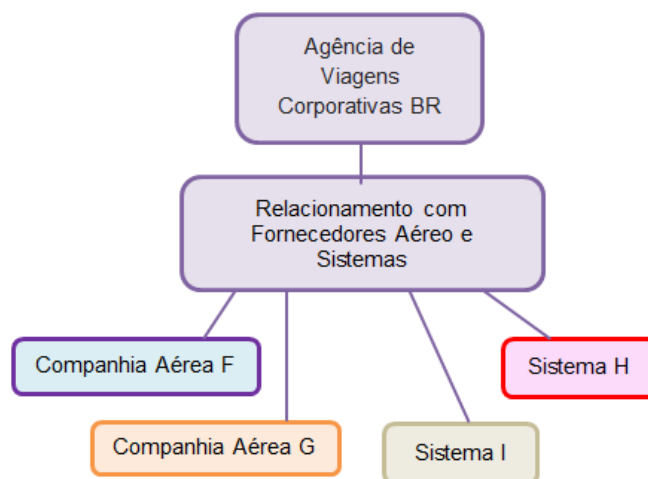 Agência de
Viagens
Corporativas BR
Relacionamento com
Fornecedores Aéreo e
Sistemas
Companhia Aérea F
Sistema H
Companhia Aérea G
Sistema I